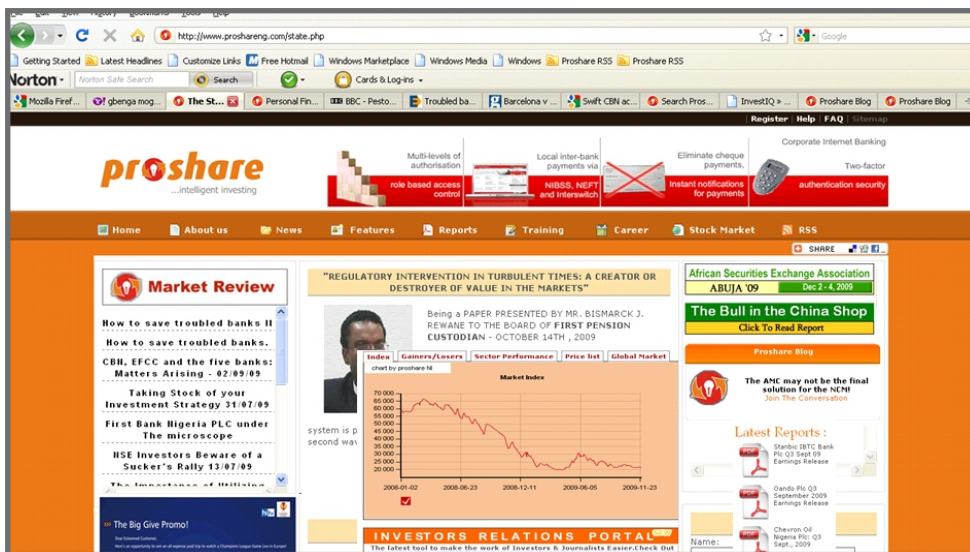 http://www.proshareng.com/state.php
Google
Getting Started Latest Headlines Customize Links Free Hotmail Windows Marketplace Windows Media Windows Proshare RSS Proshare RSS
Norton Norton Safe Search Search Cards & Log-ins
Mozilla Firef... gbenga mog... The St... Personal Fin... BBC - Pesto... Troubled ba... Barcelona v ... Swift CBN ac... Search Pros... InvestIQ » ... Proshare Blog Proshare Blog
Register | Help | FAQ | Sitemap
proshare
...intelligent investing
Multi-levels of
authorisation
role based access
control
Local inter-bank
payments via
NIBSS, NEFT
and Interswitch
Eliminate cheque
payments,
Instant notifications
for payments
Corporate Internet Banking
Two-factor
authentication security
Home About us News Features Reports Training Career Stock Market RSS
SHARE
Market Review
How to save troubled banks II
How to save troubled banks.
CBN, EFCC and the five banks:
Matters Arising - 02/09/09
Taking Stock of your
Investment Strategy 31/07/09
First Bank Nigeria PLC under
The microscope
NSE Investors Beware of a
Sucker's Rally 13/07/09
The Importance of Utilizing
The Big Give Promo!
Dear Esteemed Customer,
"REGULATORY INTERVENTION IN TURBULENT TIMES: A CREATOR OR
DESTROYER OF VALUE IN THE MARKETS"
Being a PAPER PRESENTED BY MR. BISMARCK J.
REWANE TO THE BOARD OF FIRST PENSION
CUSTODIAN - OCTOBER 14TH , 2009
Index Gainers/Losers Sector Performance Price list Global Market
chart by proshare NI
Market Index
70 000
65 000
60 000
55 000
50 000
45 000
40 000
35 000
30 000
25 000
20 000
2008-01-02 2008-06-23 2008-12-11 2009-06-05 2009-11-23
system is p
second wav
INVESTORS RELATIONS PORTAL
The latest tool to make the work of Investors & Journalists Easier.Check Out
African Securities Exchange Association
ABUJA '09 Dec 2 - 4, 2009
The Bull in the China Shop
Click To Read Report
Proshare Blog
The AMC may not be the final
solution for the NCM!
Join The Conversation
Latest Reports :
Stanbic IBTC Bank
Plc Q3 Sept 09
Earnings Release
Oando Plc Q3
September 2009
Earnings Release
Chevron Oil
Nigeria Plc: Q3
Sept., 2009
Name: